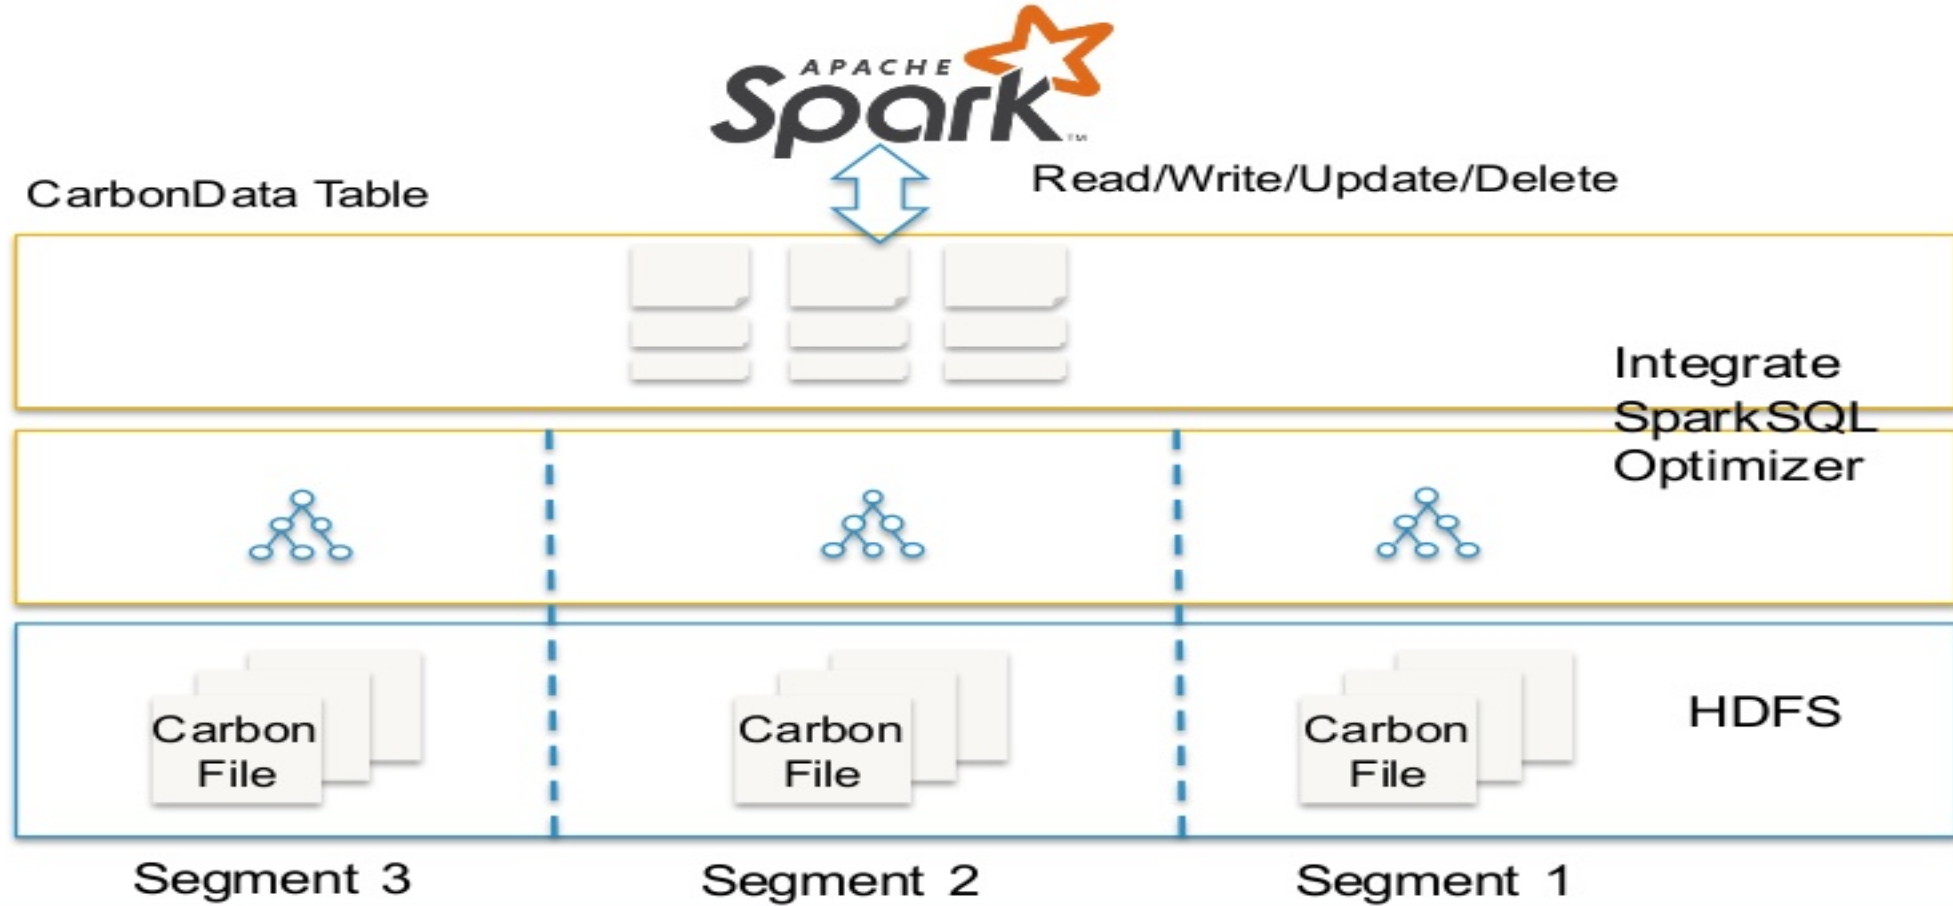 APACHE
Spark™
CarbonData Table
Read/Write/Update/Delete
Integrate
SparkSQL
Optimizer
Carbon
File
Carbon
File
Carbon
File
HDFS
Segment 3
Segment 2
Segment 1